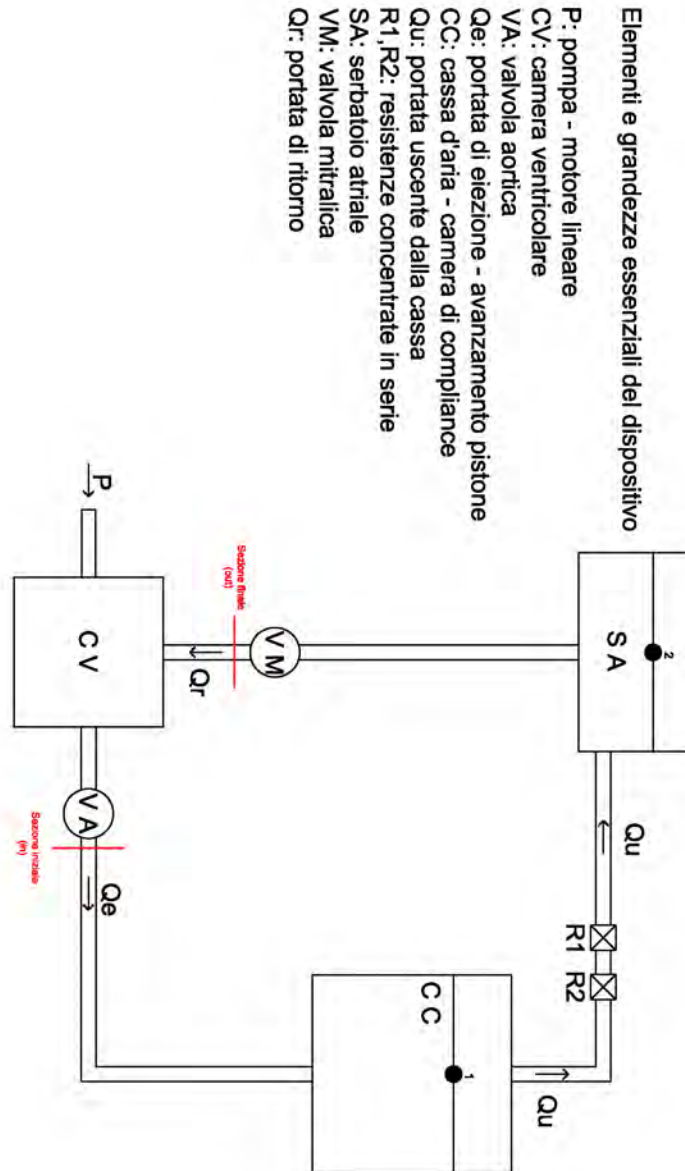 Elementi e grandezze essenziali del dispositivo
P: pompa - motore lineare
CV: camera ventricolare
VA: valvola aortica
Qe: portata di eiezione - avanzamento pistone
CC: cassa d'aria - camera di compliance
Qu: portata uscente dalla cassa
R1,R2: resistenze concentrate in serie
SA: serbatoio atriale
VM: valvola mitralica
Qr: portata di ritorno
2
S A
Qu
R1 R2
C C
1
Qu
Sezione finale
(out)
V M
Qr
P
C V
V A
Sezione iniziale
(in)
Qe